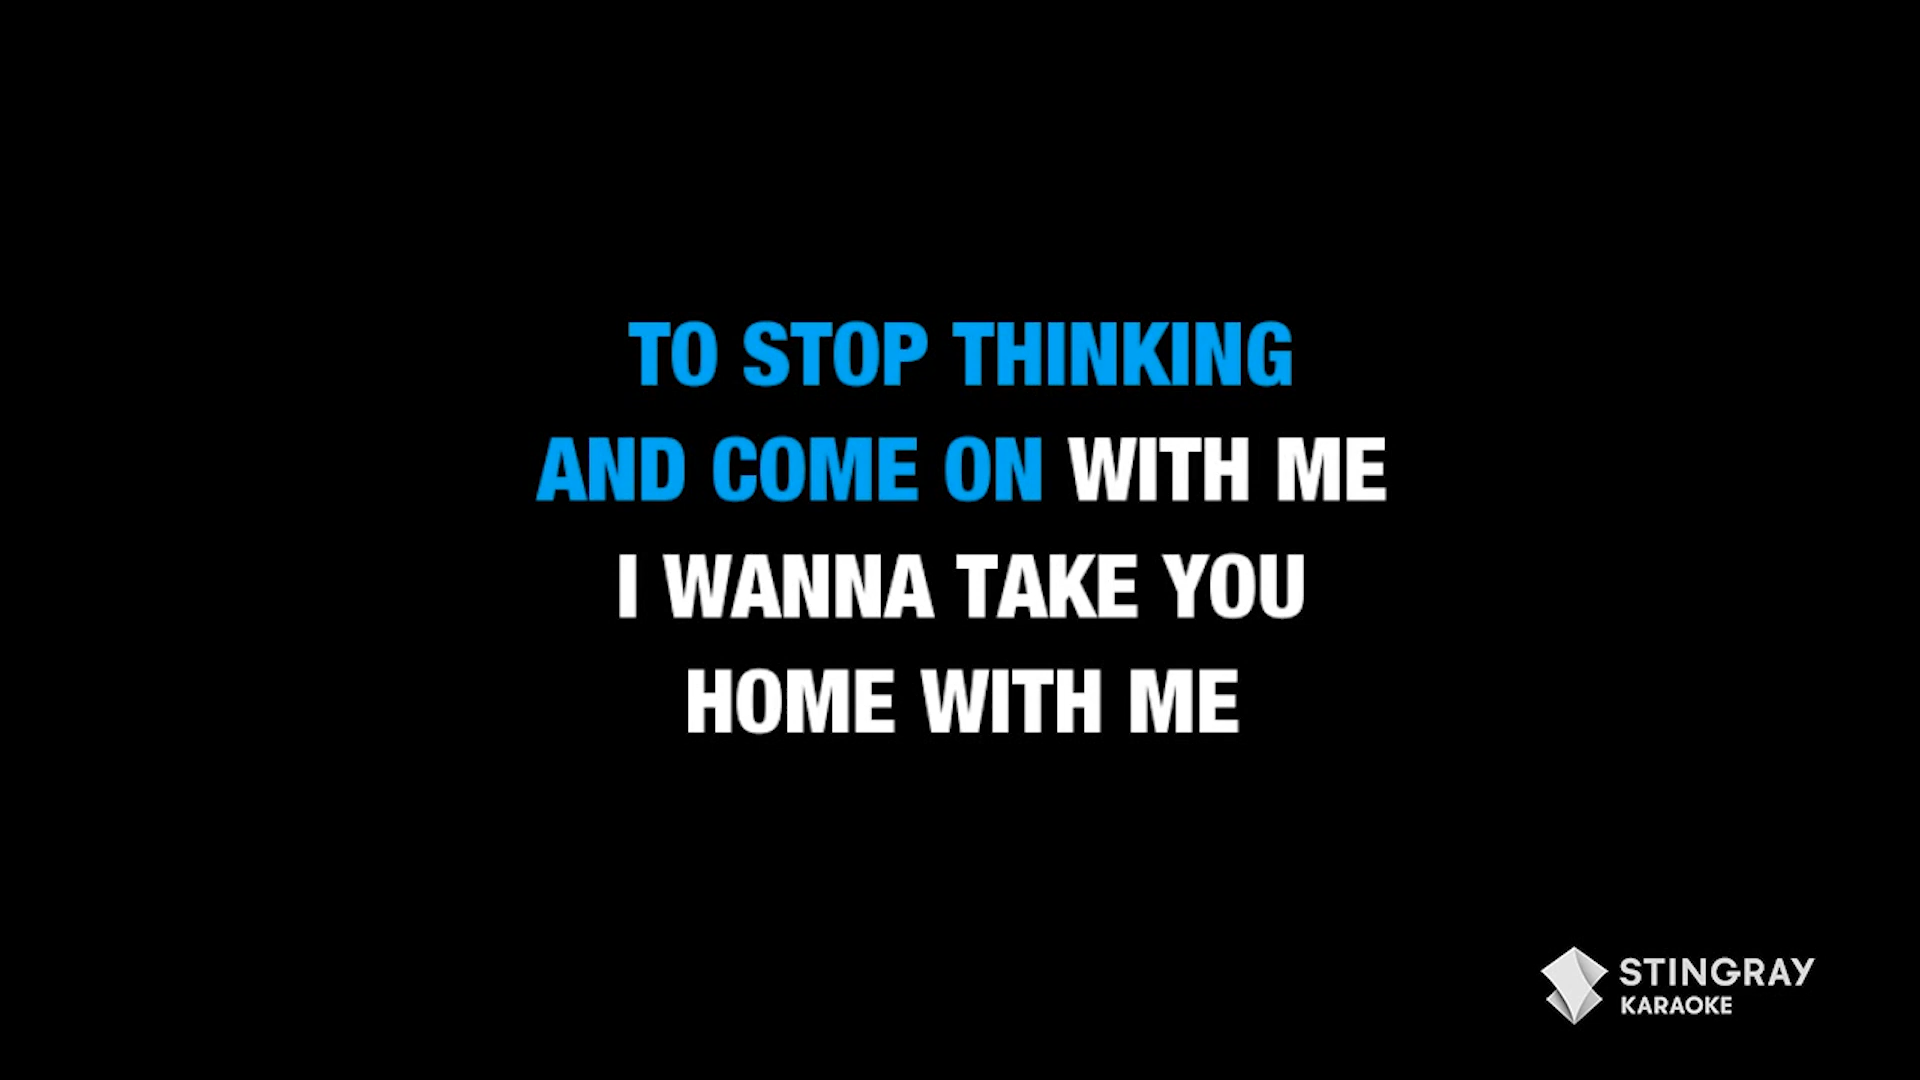 TO STOP THINKING
AND COME ON WITH ME
I WANNA TAKE YOU
HOME WITH ME
STINGRAY
KARAOKE